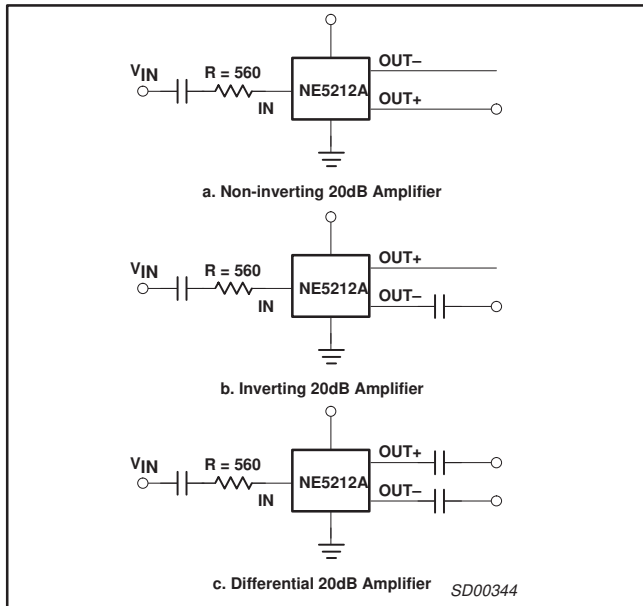 OUT–
VIN
R = 560
NE5212A
OUT+
IN
a. Non-inverting 20dB Amplifier
OUT+
VIN
R = 560
NE5212A
OUT–
IN
b. Inverting 20dB Amplifier
OUT+
VIN
R = 560
NE5212A
OUT–
IN
c. Differential 20dB Amplifier
SD00344